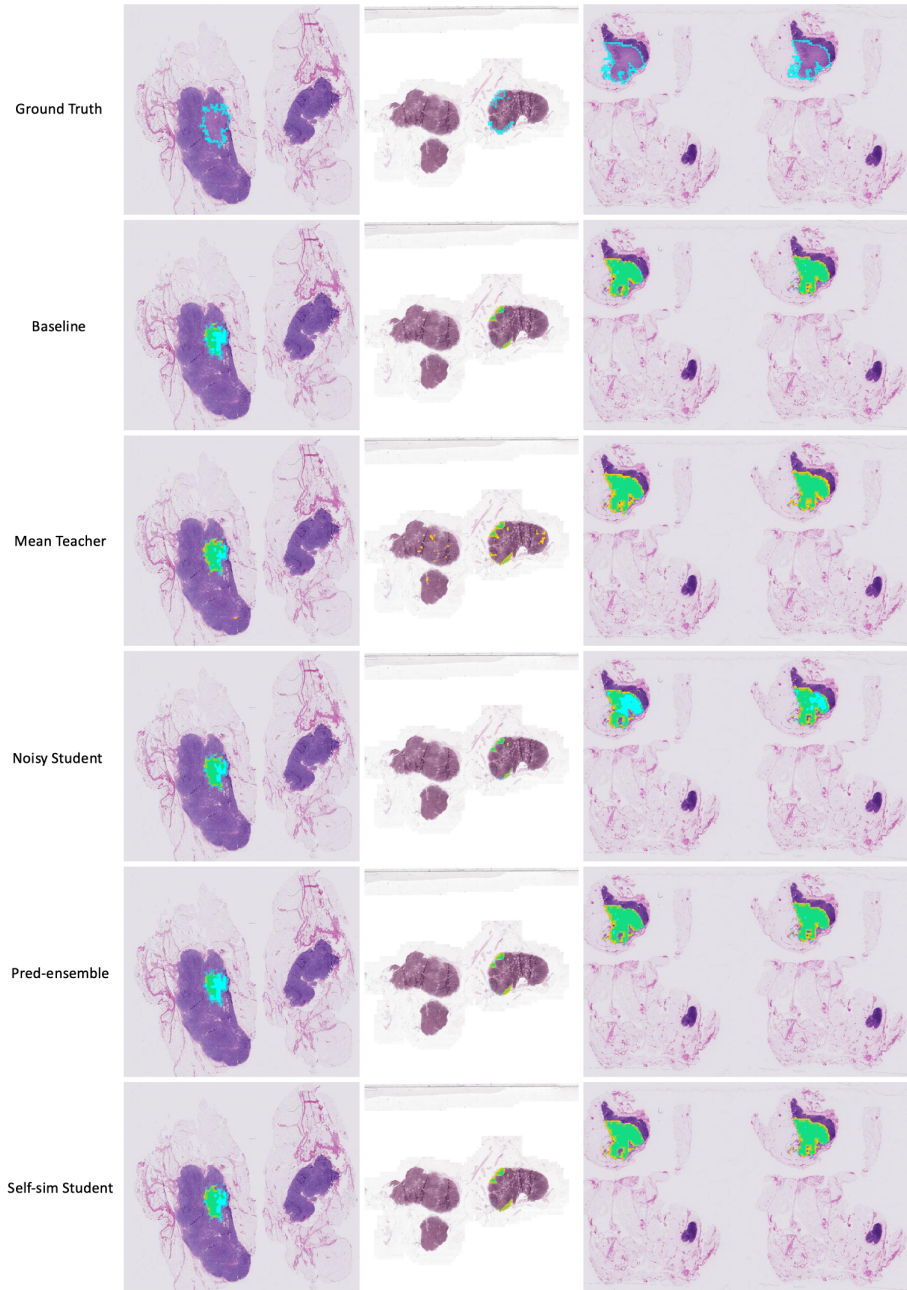 Ground Truth
Baseline
Mean Teacher
Noisy Student
Pred-ensemble
Self-sim Student